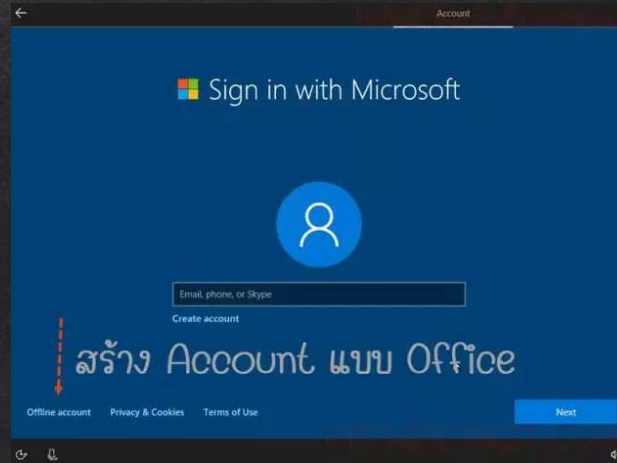 Account
Sign in with Microsoft
Email, phone, or Skype
Create account
สร้าง Account แบบ Office
Offline account Privacy & Cookies Terms of Use Next